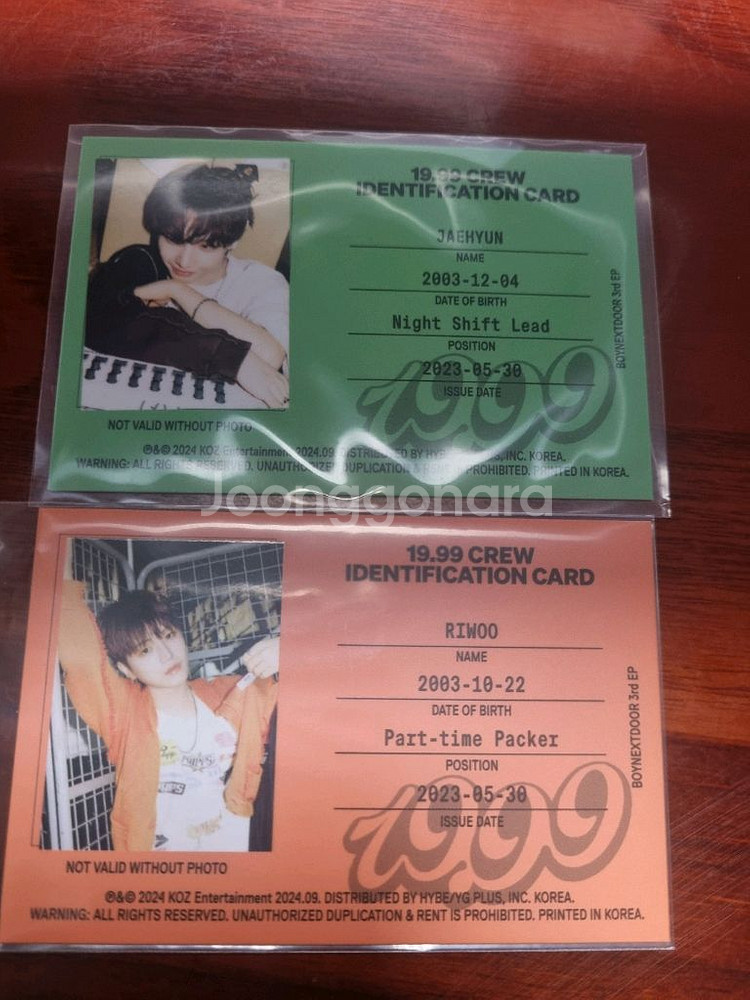 19.99 CREW
IDENTIFICATION CARD
JAEHYUN
NAME
2003-12-04
DATE OF BIRTH
Night Shift Lead
POSITION
2023-05-30
ISSUE DATE
1999
BOYNEXTDOOR 3rd EP
NOT VALID WITHOUT PHOTO
℗&© 2024 KOZ Entertainment 2024.09. DISTRIBUTED BY HYBE/YG PLUS, INC. KOREA.
WARNING: ALL RIGHTS RESERVED. UNAUTHORIZED DUPLICATION & RENT IS PROHIBITED. PRINTED IN KOREA.
Joonggonara
19.99 CREW
IDENTIFICATION CARD
RIWOO
NAME
2003-10-22
DATE OF BIRTH
Part-time Packer
POSITION
2023-05-30
ISSUE DATE
1999
BOYNEXTDOOR 3rd EP
NOT VALID WITHOUT PHOTO
℗&© 2024 KOZ Entertainment 2024.09. DISTRIBUTED BY HYBE/YG PLUS, INC. KOREA.
WARNING: ALL RIGHTS RESERVED. UNAUTHORIZED DUPLICATION & RENT IS PROHIBITED. PRINTED IN KOREA.